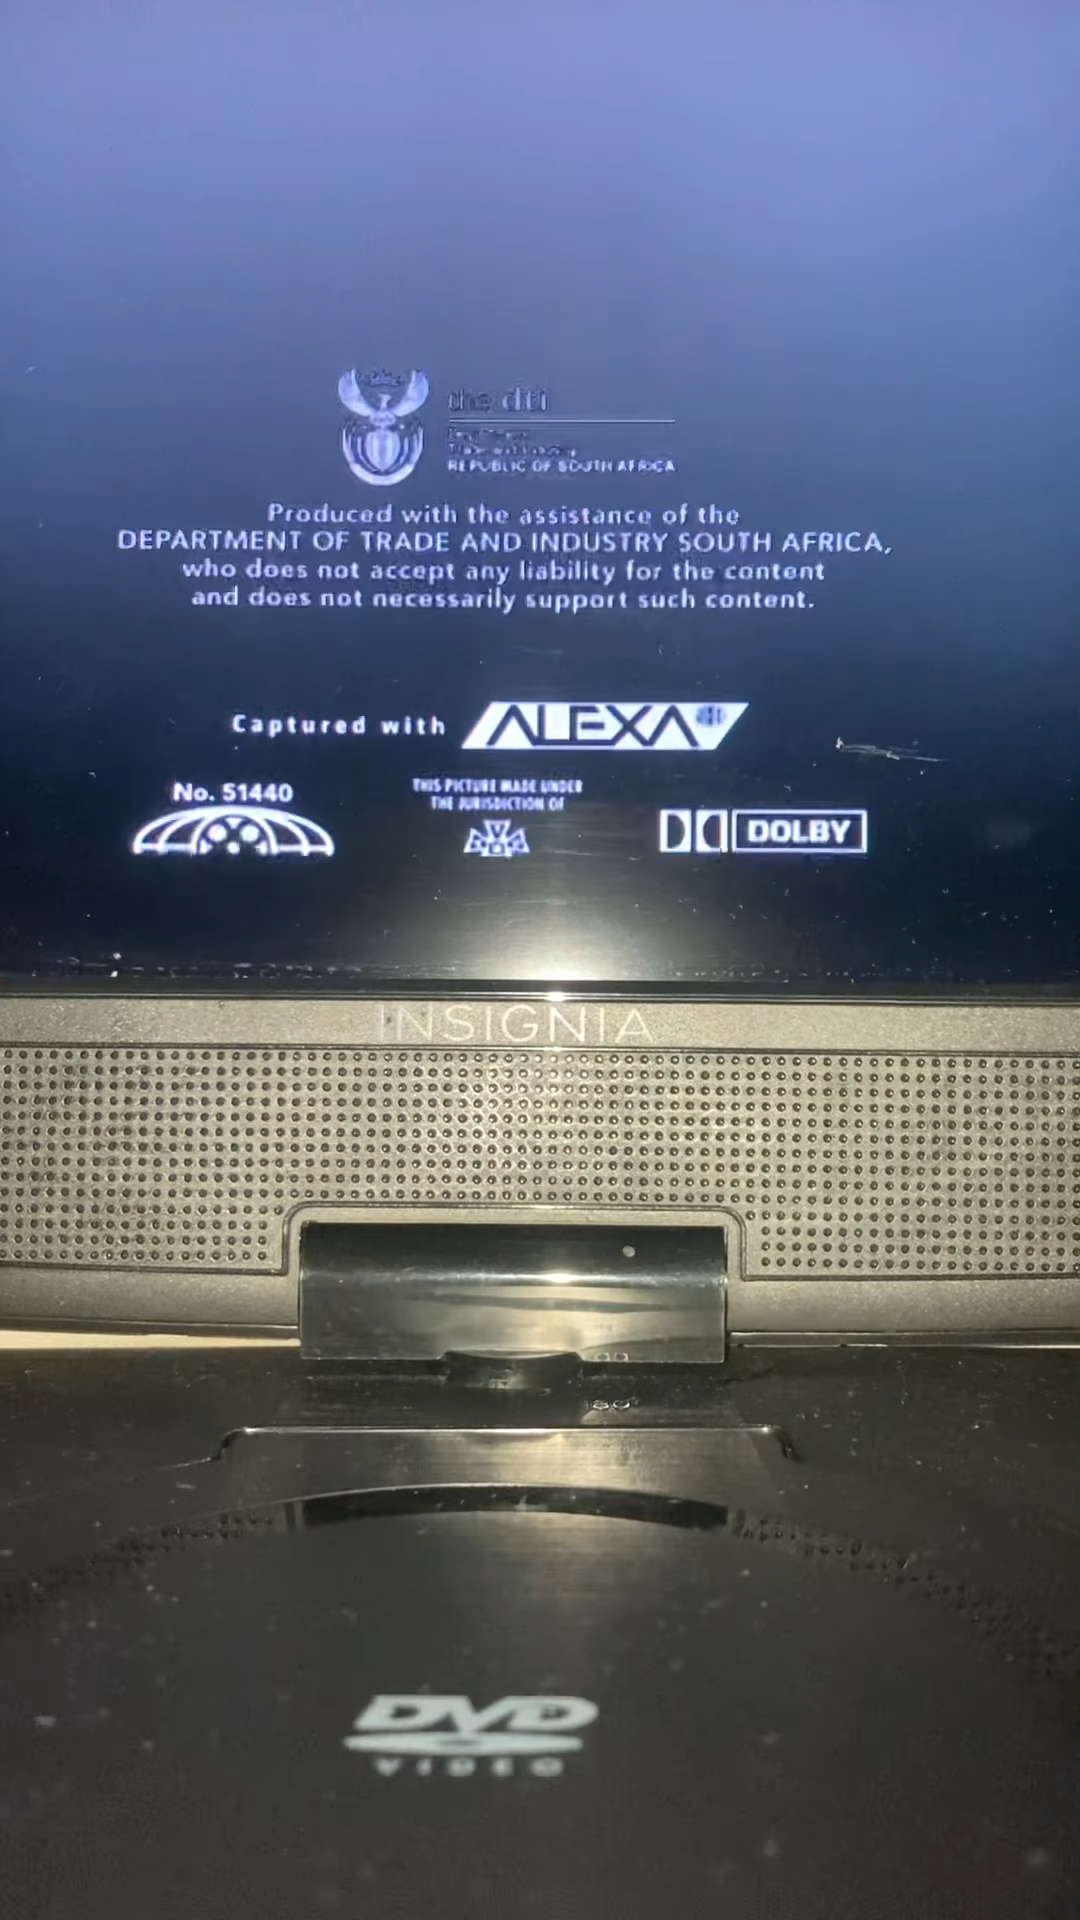 the dti
REPUBLIC OF SOUTH AFRICA
Produced with the assistance of the
DEPARTMENT OF TRADE AND INDUSTRY SOUTH AFRICA,
who does not accept any liability for the content
and does not necessarily support such content.
Captured with ALEXA
No. 51440
THIS PICTURE MADE UNDER
THE JURISDICTION OF
DOLBY
INSIGNIA
DVD
VIDEO